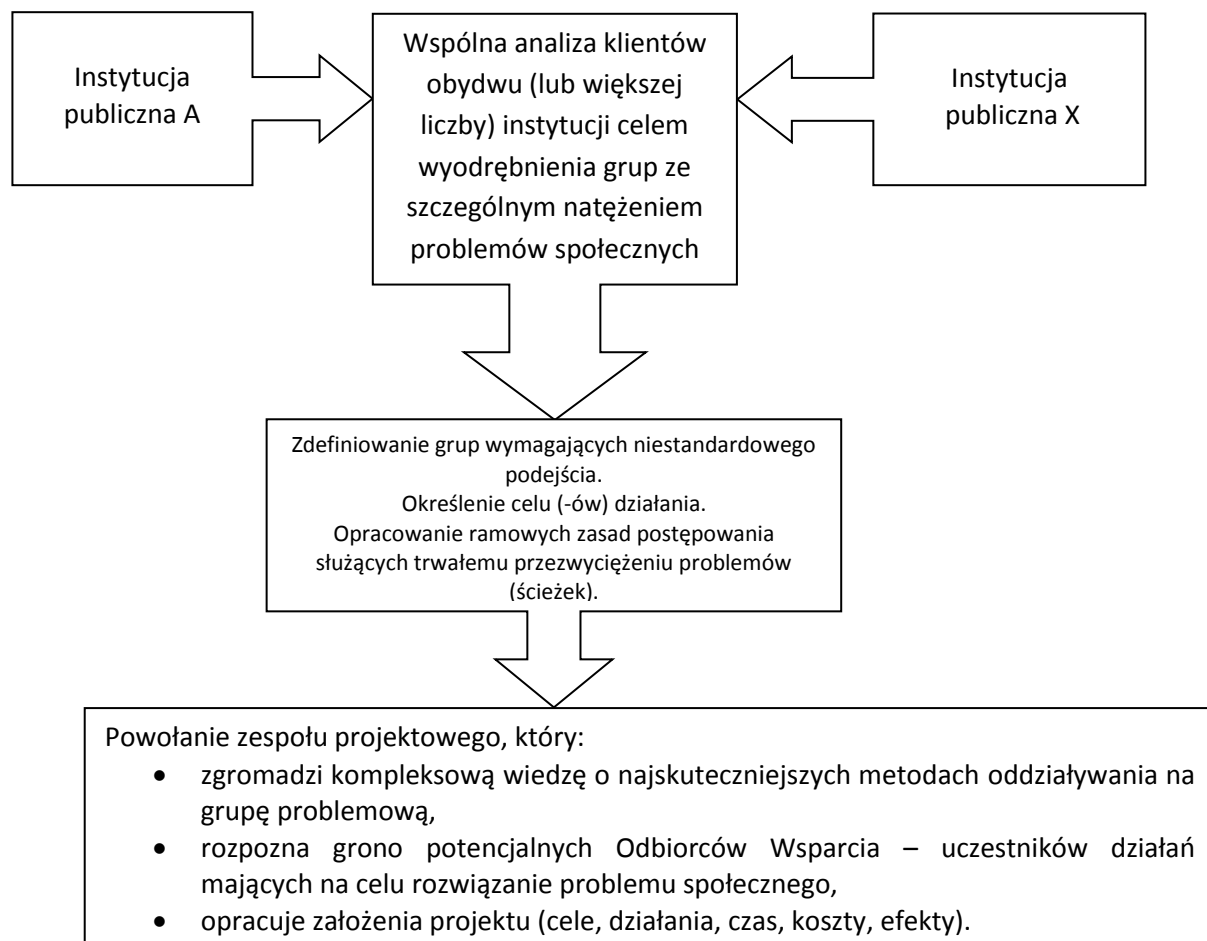 Instytucja
publiczna A
Wspólna analiza klientów
obydwu (lub większej
liczby) instytucji celem
wyodrębnienia grup ze
szczególnym natężeniem
problemów społecznych
Instytucja
publiczna X
Zdefiniowanie grup wymagających niestandardowego
podejścia.
Określenie celu (-ów) działania.
Opracowanie ramowych zasad postępowania
służących trwałemu przezwyciężeniu problemów
(ścieżek).
Powołanie zespołu projektowego, który:
• zgromadzi kompleksową wiedzę o najskuteczniejszych metodach oddziaływania na
grupę problemową,
• rozpozna grono potencjalnych Odbiorców Wsparcia – uczestników działań
mających na celu rozwiązanie problemu społecznego,
• opracuje założenia projektu (cele, działania, czas, koszty, efekty).